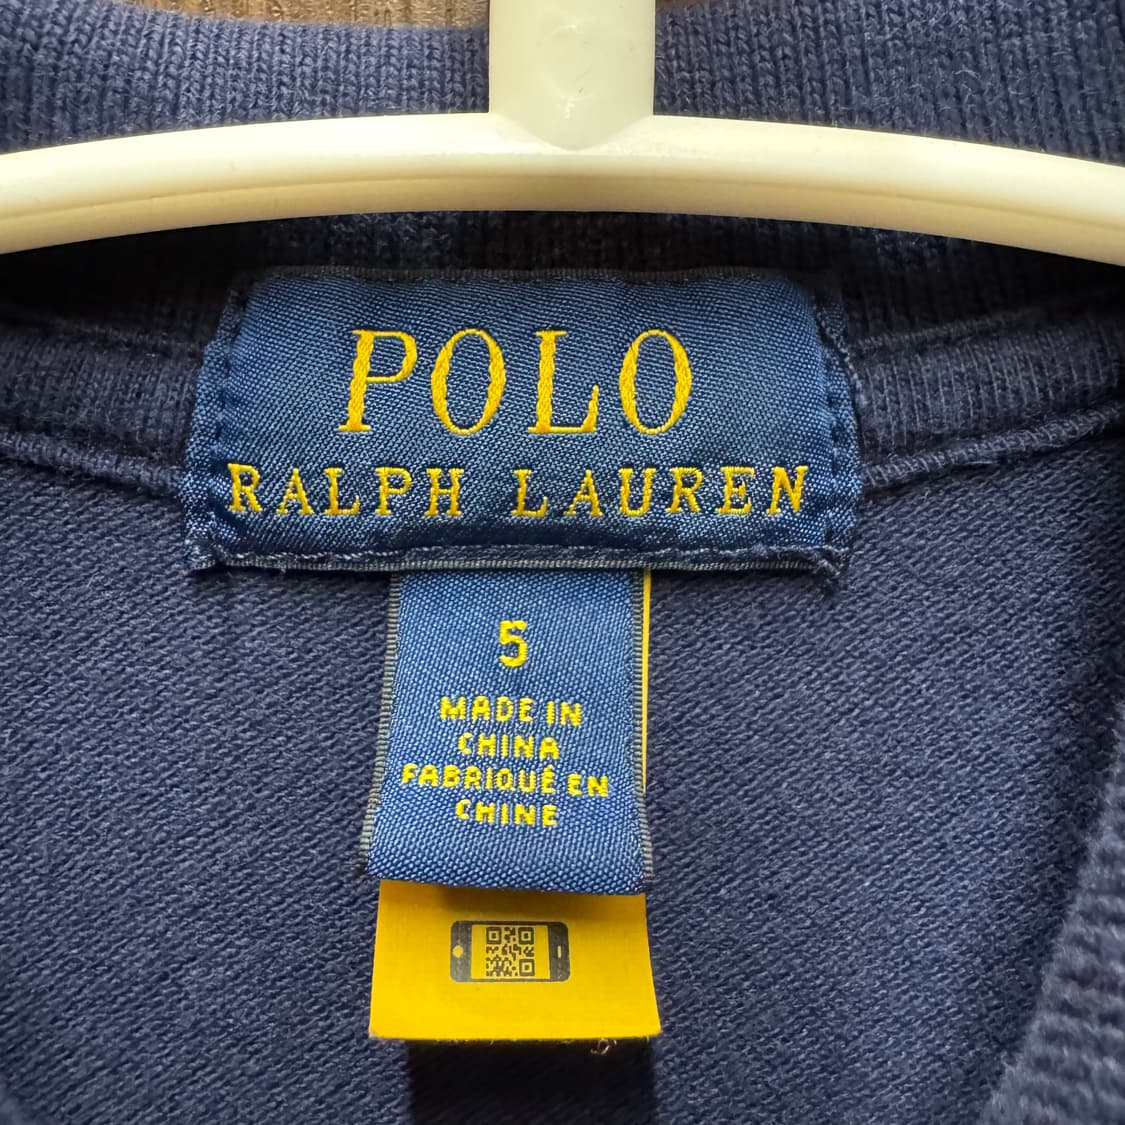 POLO
RALPH LAUREN
5
MADE IN
CHINA
FABRIQUÉ EN
CHINE